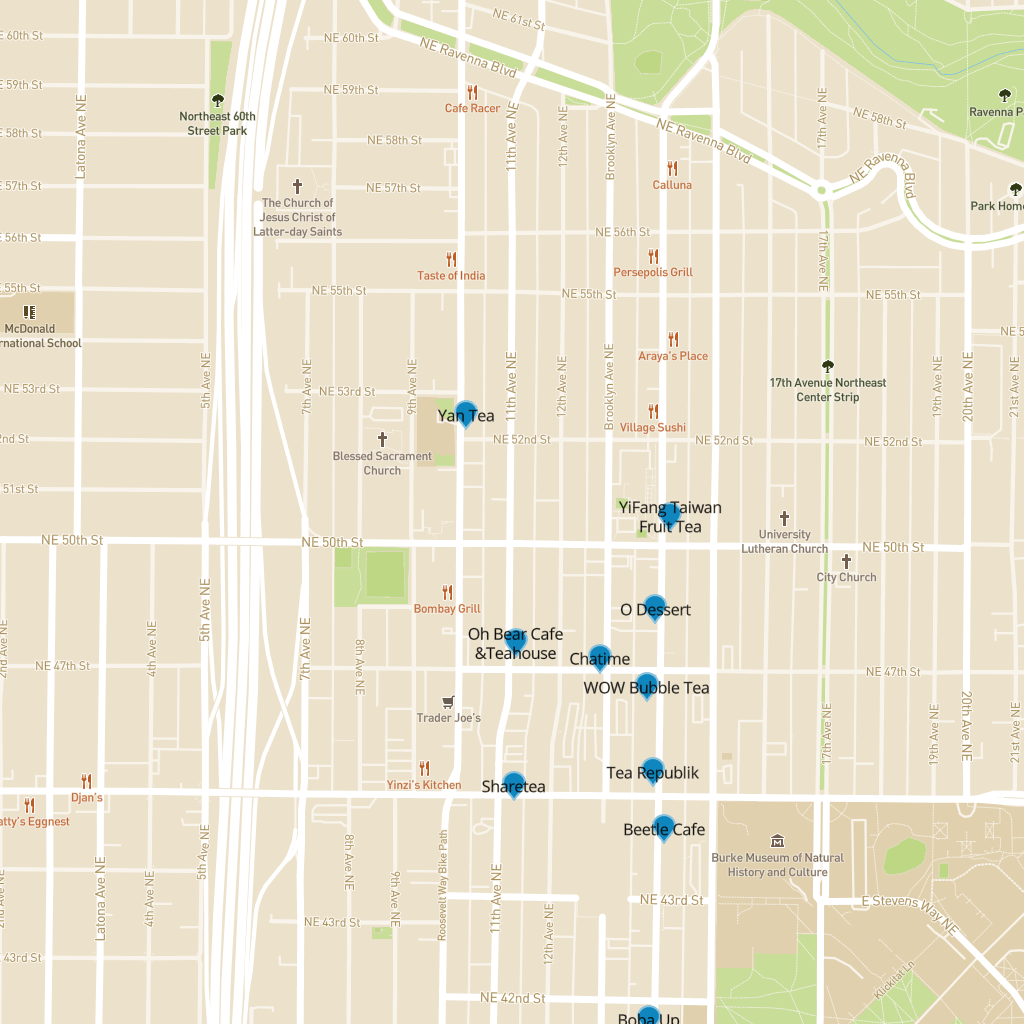 NE 61st St
NE 60th St
NE 60th St
NE Ravenna Blvd
NE 59th St
NE 59th St
Cafe Racer
Northeast 60th
Street Park
Latona Ave NE
11th Ave NE
12th Ave NE
Brooklyn Ave NE
17th Ave NE
NE 58th St
Ravenna P
NE Ravenna Blvd
NE 58th St
NE 58th St
NE Ravenna Blvd
Calluna
NE 57th St
NE 57th St
Park Home
The Church of
Jesus Christ of
Latter-day Saints
NE 56th St
NE 56th St
17th Ave NE
Taste of India
Persepolis Grill
E 55th St
NE 55th St
NE 55th St
NE 55th St
McDonald
rnational School
NE 5
Araya's Place
5th Ave NE
7th Ave NE
9th Ave NE
11th Ave NE
12th Ave NE
Brooklyn Ave NE
19th Ave NE
20th Ave NE
21st Ave NE
17th Avenue Northeast
Center Strip
NE 53rd St
NE 53rd St
Yan Tea
Village Sushi
2nd St
NE 52nd St
NE 52nd St
NE 52nd St
Blessed Sacrament
Church
51st St
YiFang Taiwan
Fruit Tea
University
Lutheran Church
NE 50th St
NE 50th St
NE 50th St
City Church
5th Ave NE
Bombay Grill
O Dessert
2nd Ave NE
4th Ave NE
7th Ave NE
8th Ave NE
Oh Bear Cafe
&Teahouse
Chatime
NE 47th St
NE 47th St
WOW Bubble Tea
Trader Joe's
17th Ave NE
19th Ave NE
20th Ave NE
21st Ave NE
Tea Republik
Djan's
Yinzi's Kitchen
Sharetea
atty's Eggnest
Beetle Cafe
5th Ave NE
8th Ave NE
Roosevelt Way Bike Path
Burke Museum of Natural
History and Culture
2nd Ave NE
Latona Ave NE
4th Ave NE
9th Ave NE
11th Ave NE
12th Ave NE
NE 43rd St
E Stevens Way NE
NE 43rd St
43rd St
Klickitat Ln
NE 42nd St
Boba Up